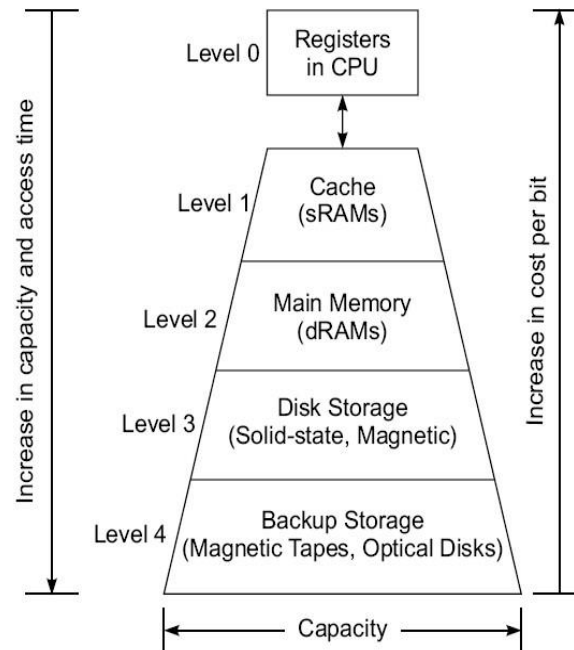 Level 0
Registers
in CPU
Increase in capacity and access time
Increase in cost per bit
Level 1
Cache
(sRAMs)
Level 2
Main Memory
(dRAMs)
Level 3
Disk Storage
(Solid-state, Magnetic)
Level 4
Backup Storage
(Magnetic Tapes, Optical Disks)
Capacity